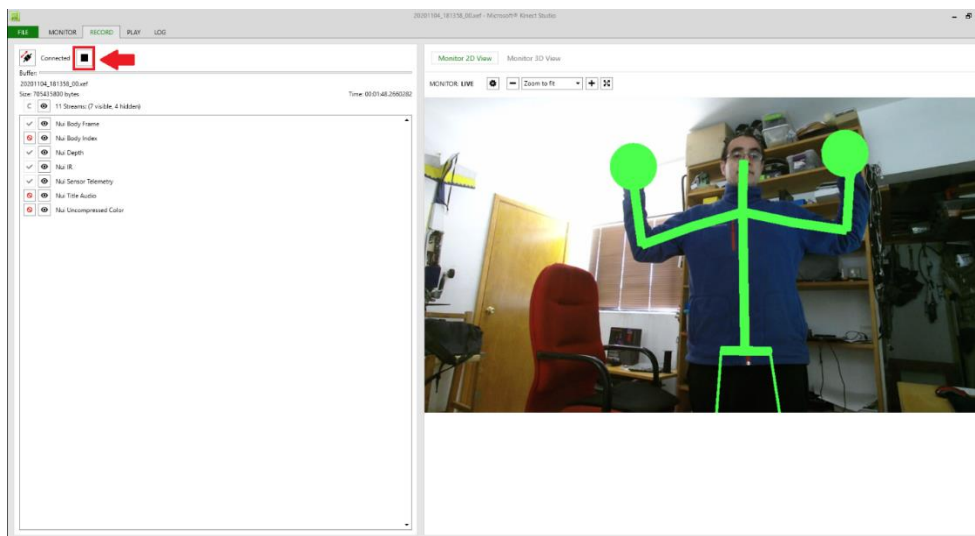 20201104_181358_00.xef - Microsoft® Kinect Studio
FILE MONITOR RECORD PLAY LOG
Connected
Buffer:
20201104_181358_00.xef
Size: 705435800 bytes Time: 00:01:48.2660282
C 11 Streams: (7 visible, 4 hidden)
Nui Body Frame
Nui Body Index
Nui Depth
Nui IR
Nui Sensor Telemetry
Nui Title Audio
Nui Uncompressed Color
Monitor 2D View Monitor 3D View
MONITOR: LIVE Zoom to fit